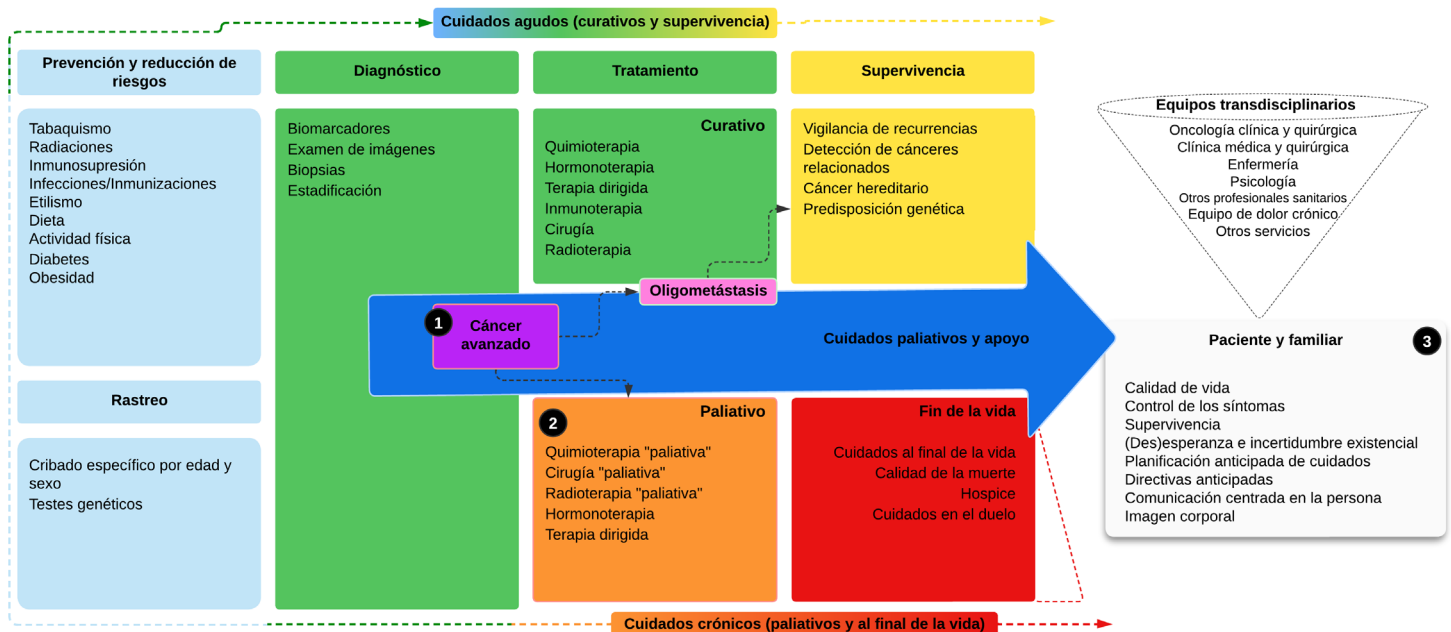 Cuidados agudos (curativos y supervivencia)
Prevención y reducción de
riesgos
Tabaquismo
Radiaciones
Inmunosupresión
Infecciones/Inmunizaciones
Etilismo
Dieta
Actividad física
Diabetes
Obesidad
Rastreo
Cribado específico por edad y
sexo
Testes genéticos
Diagnóstico
Biomarcadores
Examen de imágenes
Biopsias
Estadificación
Tratamiento
Curativo
Quimioterapia
Hormonoterapia
Terapia dirigida
Inmunoterapia
Cirugía
Radioterapia
Supervivencia
Vigilancia de recurrencias
Detección de cánceres
relacionados
Cáncer hereditario
Predisposición genética
Oligometástasis
1
Cáncer
avanzado
Cuidados paliativos y apoyo
2
Paliativo
Quimioterapia "paliativa"
Cirugía "paliativa"
Radioterapia "paliativa"
Hormonoterapia
Terapia dirigida
Fin de la vida
Cuidados al final de la vida
Calidad de la muerte
Hospice
Cuidados en el duelo
Cuidados crónicos (paliativos y al final de la vida)
Equipos transdisciplinarios
Oncología clínica y quirúrgica
Clínica médica y quirúrgica
Enfermería
Psicología
Otros profesionales sanitarios
Equipo de dolor crónico
Otros servicios
Paciente y familiar
3
Calidad de vida
Control de los síntomas
Supervivencia
(Des)esperanza e incertidumbre existencial
Planificación anticipada de cuidados
Directivas anticipadas
Comunicación centrada en la persona
Imagen corporal